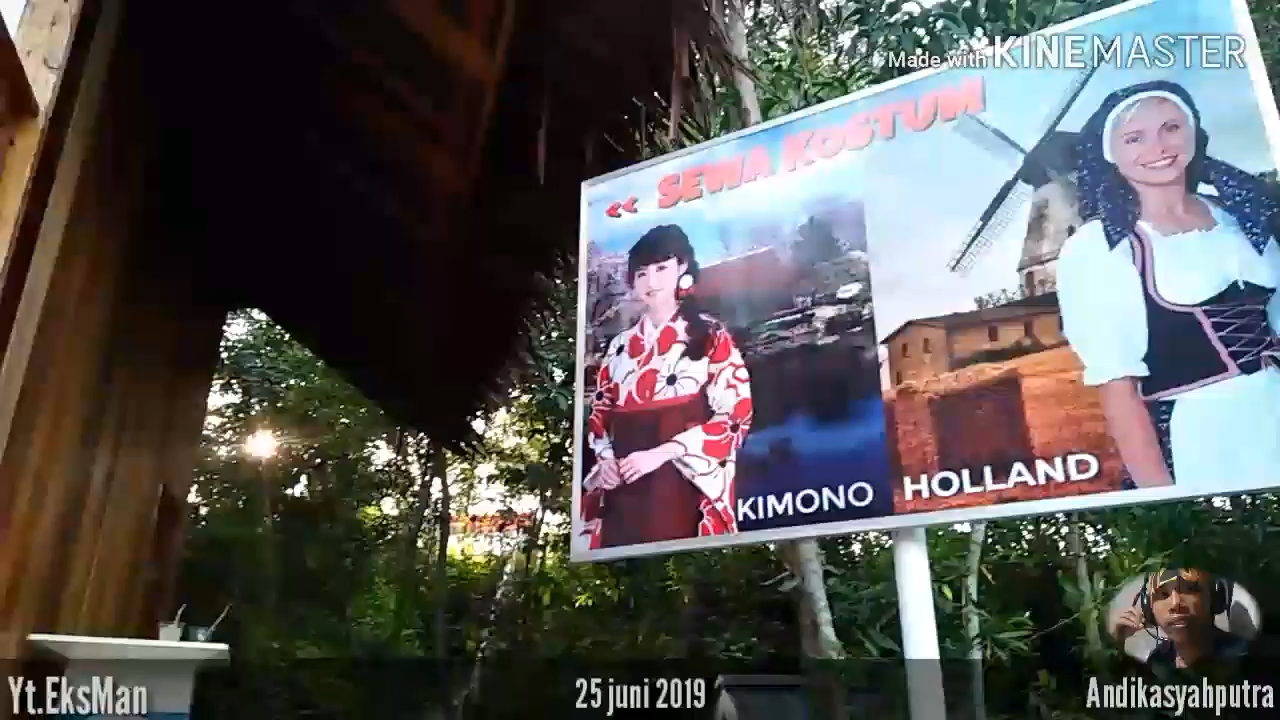 Made with KINEMASTER
<< SEWA KoSTUM
KIMONO
HOLLAND
Yt.EksMan
25 juni 2019
Andikasyahputra